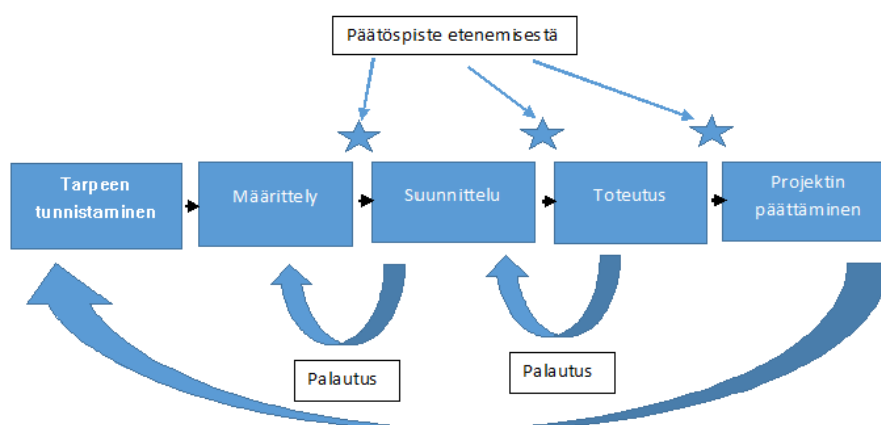 Päätöspiste etenemisestä
Tarpeen
tunnistaminen
Määrittely
Suunnittelu
Toteutus
Projektin
päättäminen
Palautus
Palautus